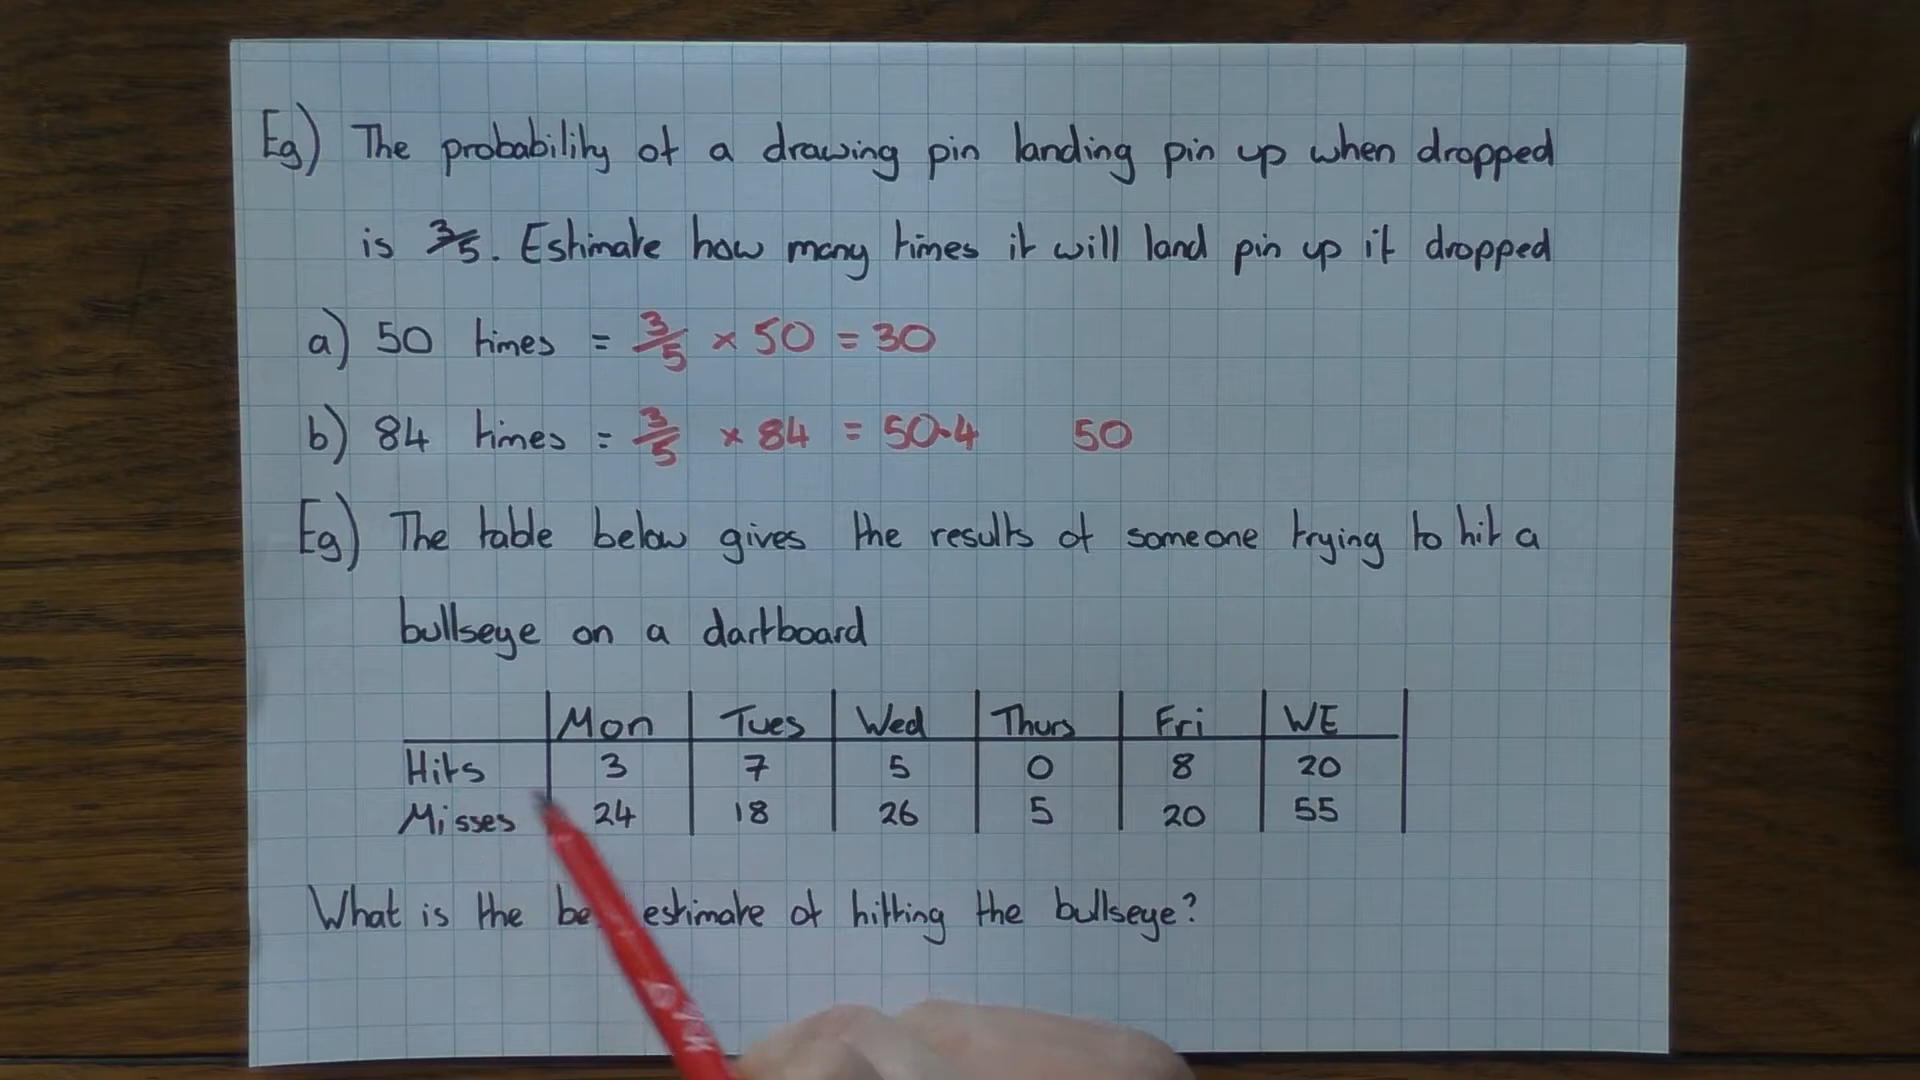 Eg) The probability of a drawing pin landing pin up when dropped
is 3/5. Estimate how many times it will land pin up if dropped
a) 50 times = 3/5 × 50 = 30
b) 84 times = 3/5 × 84 = 50.4 50
Eg) The table below gives the results of someone trying to hit a
bullseye on a dartboard
Mon Tues Wed Thurs Fri WE
Hits 3 7 5 0 8 20
Misses 24 18 26 5 20 55
What is the estimate of hitting the bullseye?